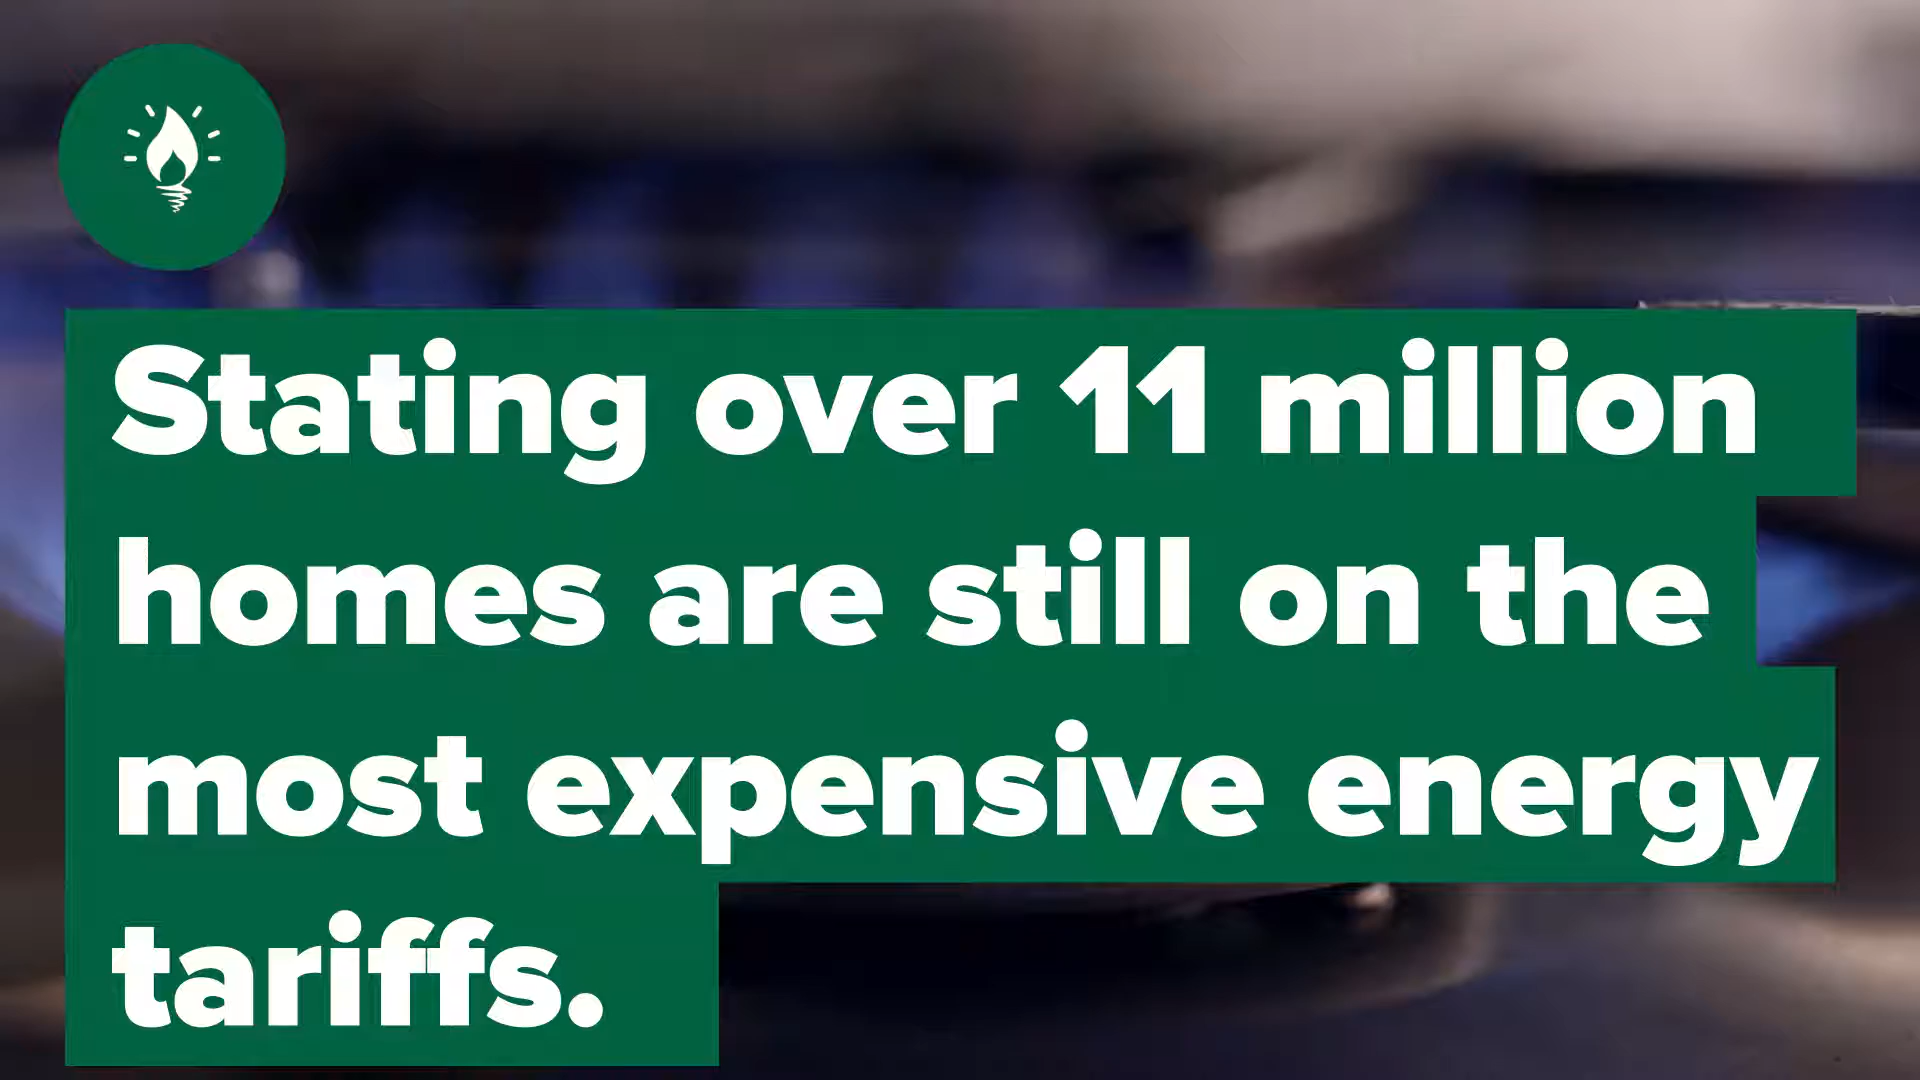 Stating over 11 million
homes are still on the
most expensive energy
tariffs.